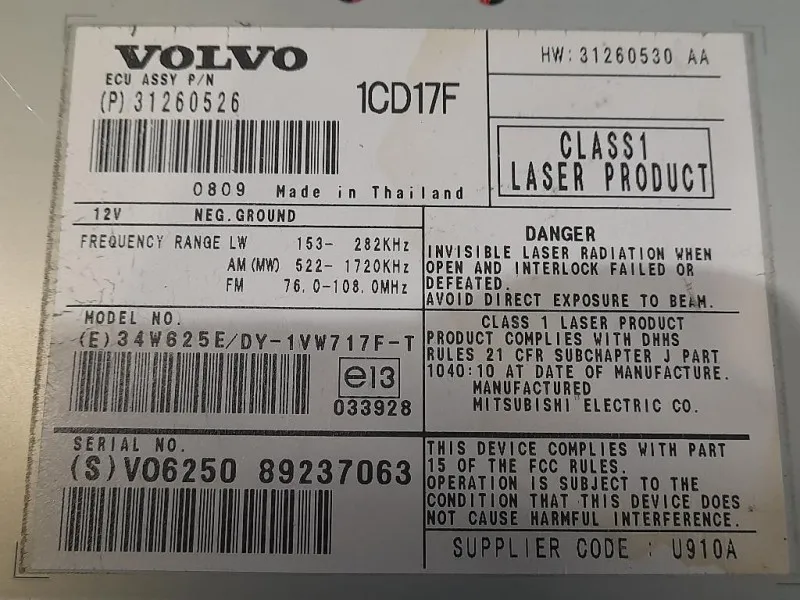 VOLVO
ECU ASSY P/N
(P) 31260526
1CD17F
0809 Made in Thailand
HW: 31260530 AA
CLASS1
LASER PRODUCT
12V NEG. GROUND
FREQUENCY RANGE LW 153- 282KHz
AM (MW) 522- 1720KHz
FM 76.0-108.0MHz
DANGER
INVISIBLE LASER RADIATION WHEN
OPEN AND INTERLOCK FAILED OR
DEFEATED.
AVOID DIRECT EXPOSURE TO BEAM.
MODEL NO.
(E) 34W625E/DY-1VW717F-T
e13
033928
CLASS 1 LASER PRODUCT
PRODUCT COMPLIES WITH DHHS
RULES 21 CFR SUBCHAPTER J PART
1040:10 AT DATE OF MANUFACTURE.
MANUFACTURED
MITSUBISHI ELECTRIC CO.
SERIAL NO.
(S) VO6250 89237063
THIS DEVICE COMPLIES WITH PART
15 OF THE FCC RULES.
OPERATION IS SUBJECT TO THE
CONDITION THAT THIS DEVICE DOES
NOT CAUSE HARMFUL INTERFERENCE.
SUPPLIER CODE : U910A